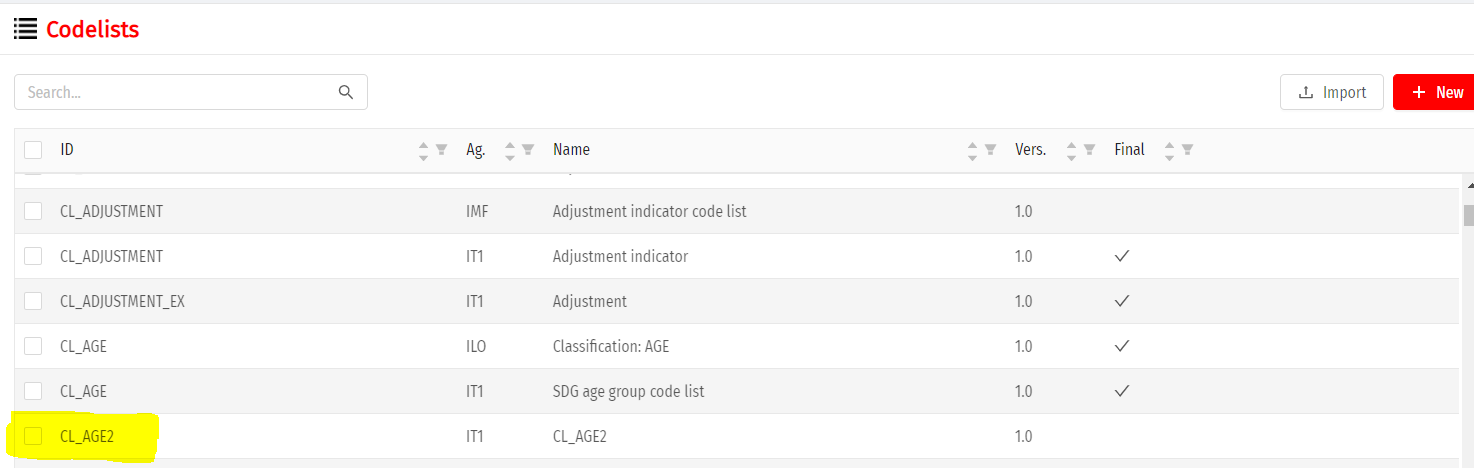 Codelists
Search...
Import
New
ID Ag. Name Vers. Final
CL_ADJUSTMENT IMF Adjustment indicator code list 1.0
CL_ADJUSTMENT IT1 Adjustment indicator 1.0
CL_ADJUSTMENT_EX IT1 Adjustment 1.0
CL_AGE ILO Classification: AGE 1.0
CL_AGE IT1 SDG age group code list 1.0
CL_AGE2 IT1 CL_AGE2 1.0